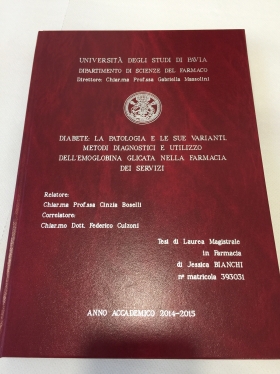 UNIVERSITÀ DEGLI STUDI DI PAVIA
DIPARTIMENTO DI SCIENZE DEL FARMACO
Direttore: Chiar.ma Prof.ssa Gabriella Massolini
DIABETE: LA PATOLOGIA E LE SUE VARIANTI.
METODI DIAGNOSTICI E UTILIZZO
DELL'EMOGLOBINA GLICATA NELLA FARMACIA
DEI SERVIZI
Relatore:
Chiar.ma Prof.ssa Cinzia Boselli
Correlatore:
Chiar.mo Dott. Federico Culzoni
Tesi di Laurea Magistrale
in Farmacia
di Jessica BIANCHI
n° matricola 393031
ANNO ACCADEMICO 2014-2015